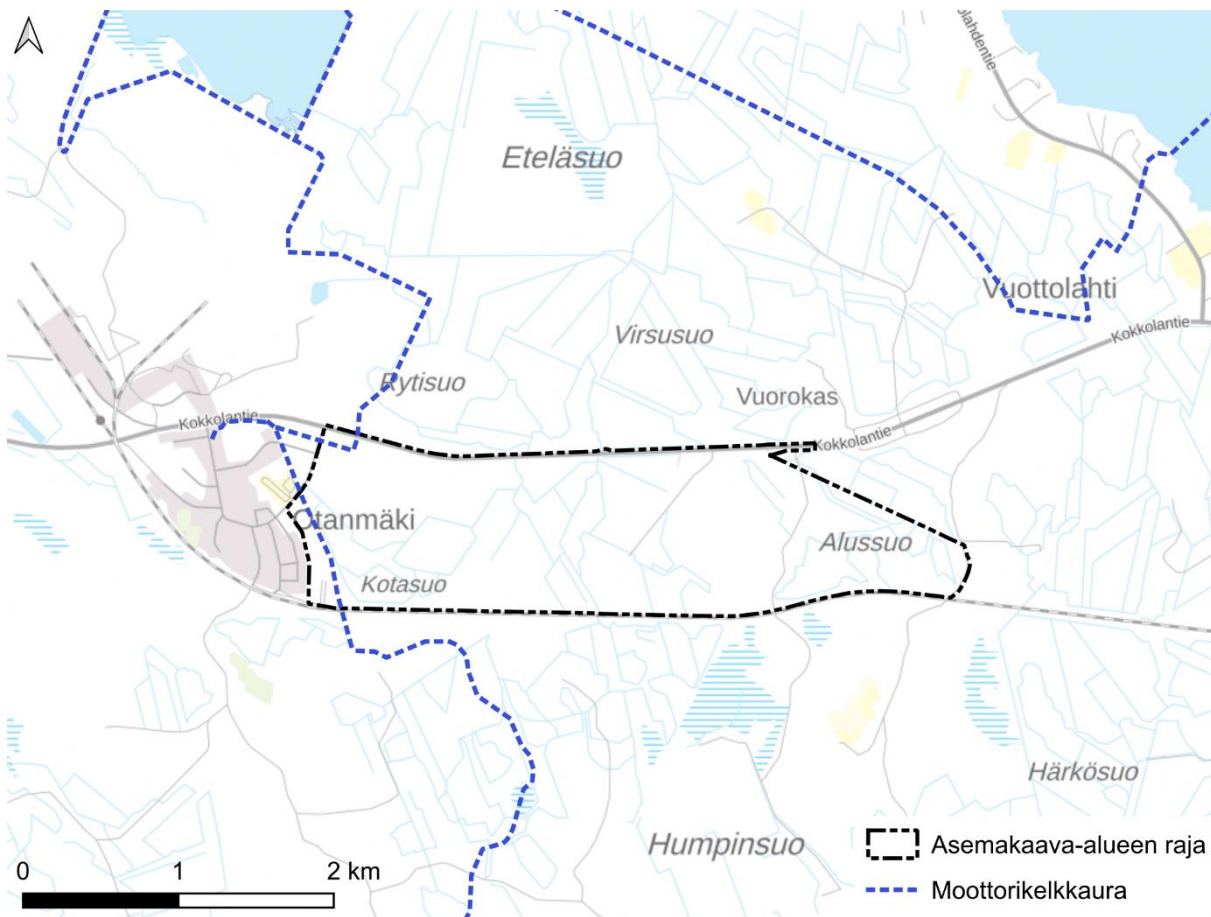 olahdentie
Eteläsuo
Vuottolahti
Kokkolantie
Virsusuo
Rytisuo
Vuorokas
Kokkolantie
Kokkolantie
Otanmäki
Alussuo
Kotasuo
Härkösuo
Humpinsuo
0 1 2 km
Asemakaava-alueen raja
Moottorikelkkaura